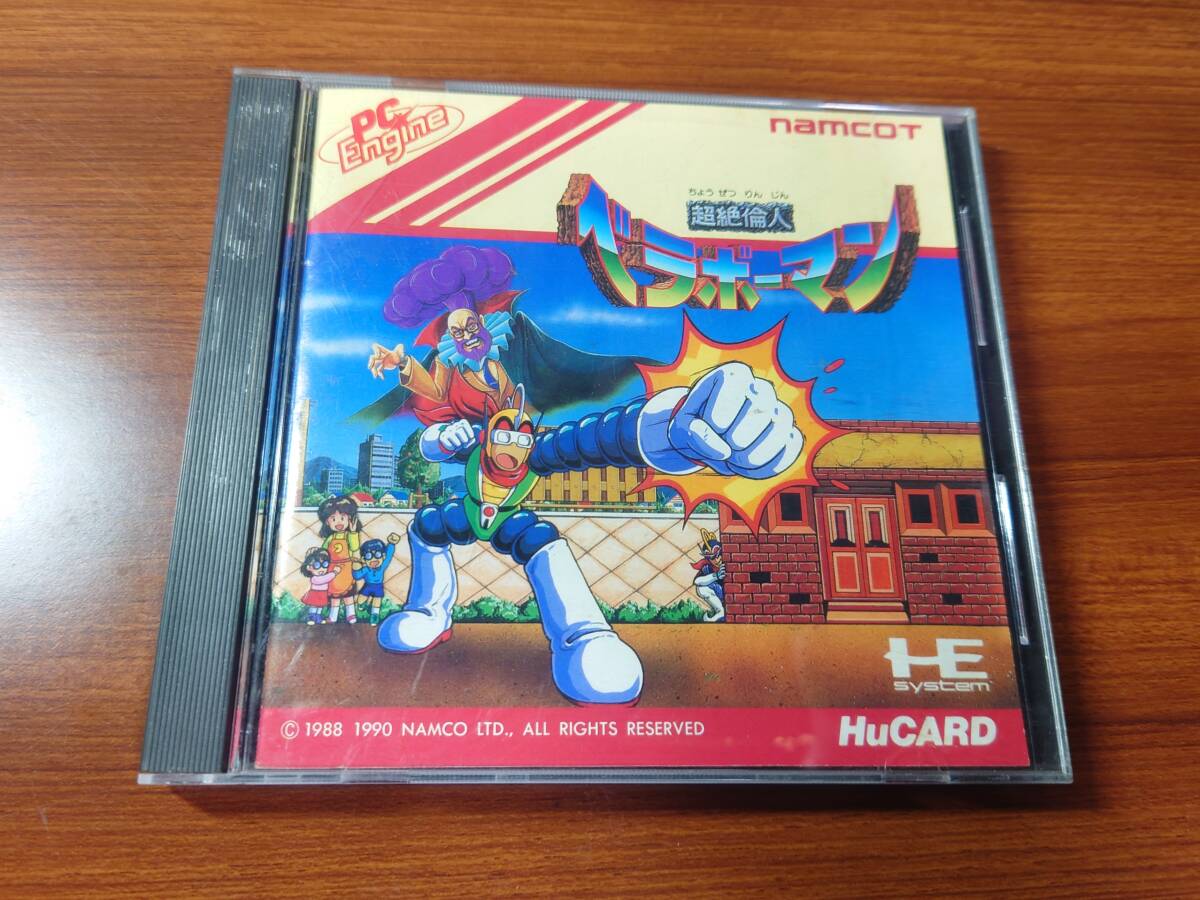 PC Engine
namcoT
ちょう ぜつ りん じん
超絶倫人
ベラボーマン
HE
system
© 1988 1990 NAMCO LTD., ALL RIGHTS RESERVED
HuCARD